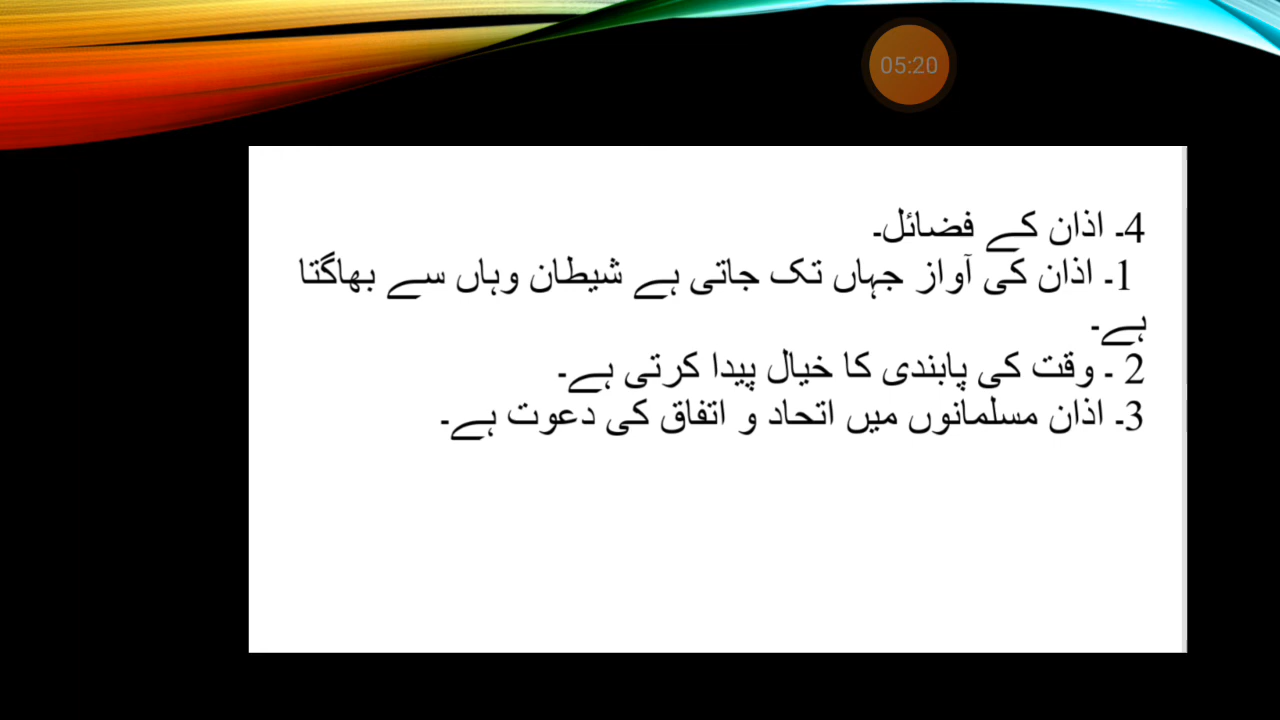 05:20
4۔ اذان کے فضائل۔
1۔ اذان کی آواز جہاں تک جاتی ہے شیطان وہاں سے بھاگتا
ہے۔
2 ۔ وقت کی پابندی کا خیال پیدا کرتی ہے۔
3۔ اذان مسلمانوں میں اتحاد و اتفاق کی دعوت ہے۔